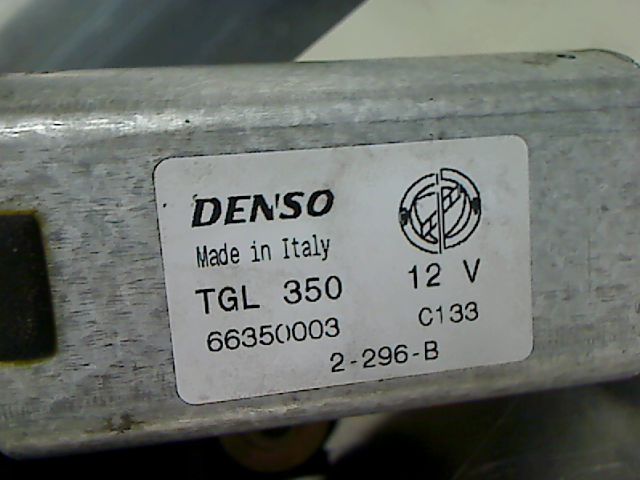 DENSO
Made in Italy
TGL 350 12 V
66350003 C133
2-296-B